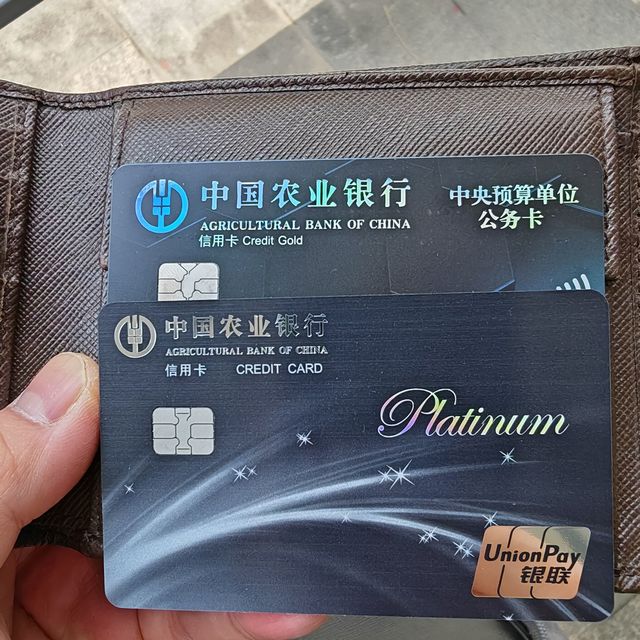 中国农业银行
AGRICULTURAL BANK OF CHINA
信用卡 Credit Gold
中央预算单位
公务卡
中国农业银行
AGRICULTURAL BANK OF CHINA
信用卡 CREDIT CARD
Platinum
UnionPay
银联